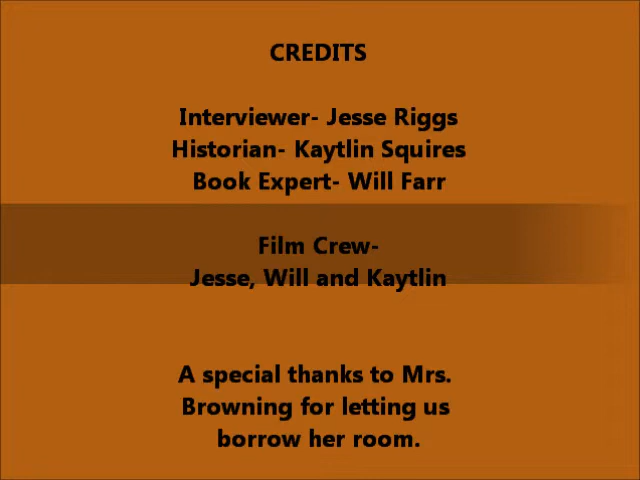 CREDITS
Interviewer- Jesse Riggs
Historian- Kaytlin Squires
Book Expert- Will Farr
Film Crew-
Jesse, Will and Kaytlin
A special thanks to Mrs.
Browning for letting us
borrow her room.